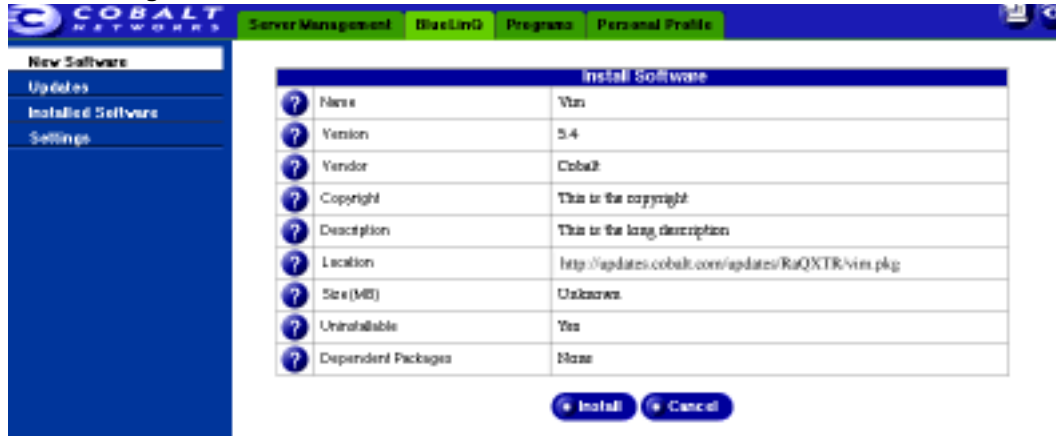 COBALT
NETWORKS
Server Management BlueLinQ Programs Personal Profile
New Software
Updates
Installed Software
Settings
Install Software
Name Vim
Version 5.4
Vendor Cobalt
Copyright This is the copyright
Description This is the long description
Location http://updates.cobalt.com/updates/RaQXTR/vim.pkg
Size (MB) Unknown
Uninstallable Yes
Dependent Packages None
Install Cancel